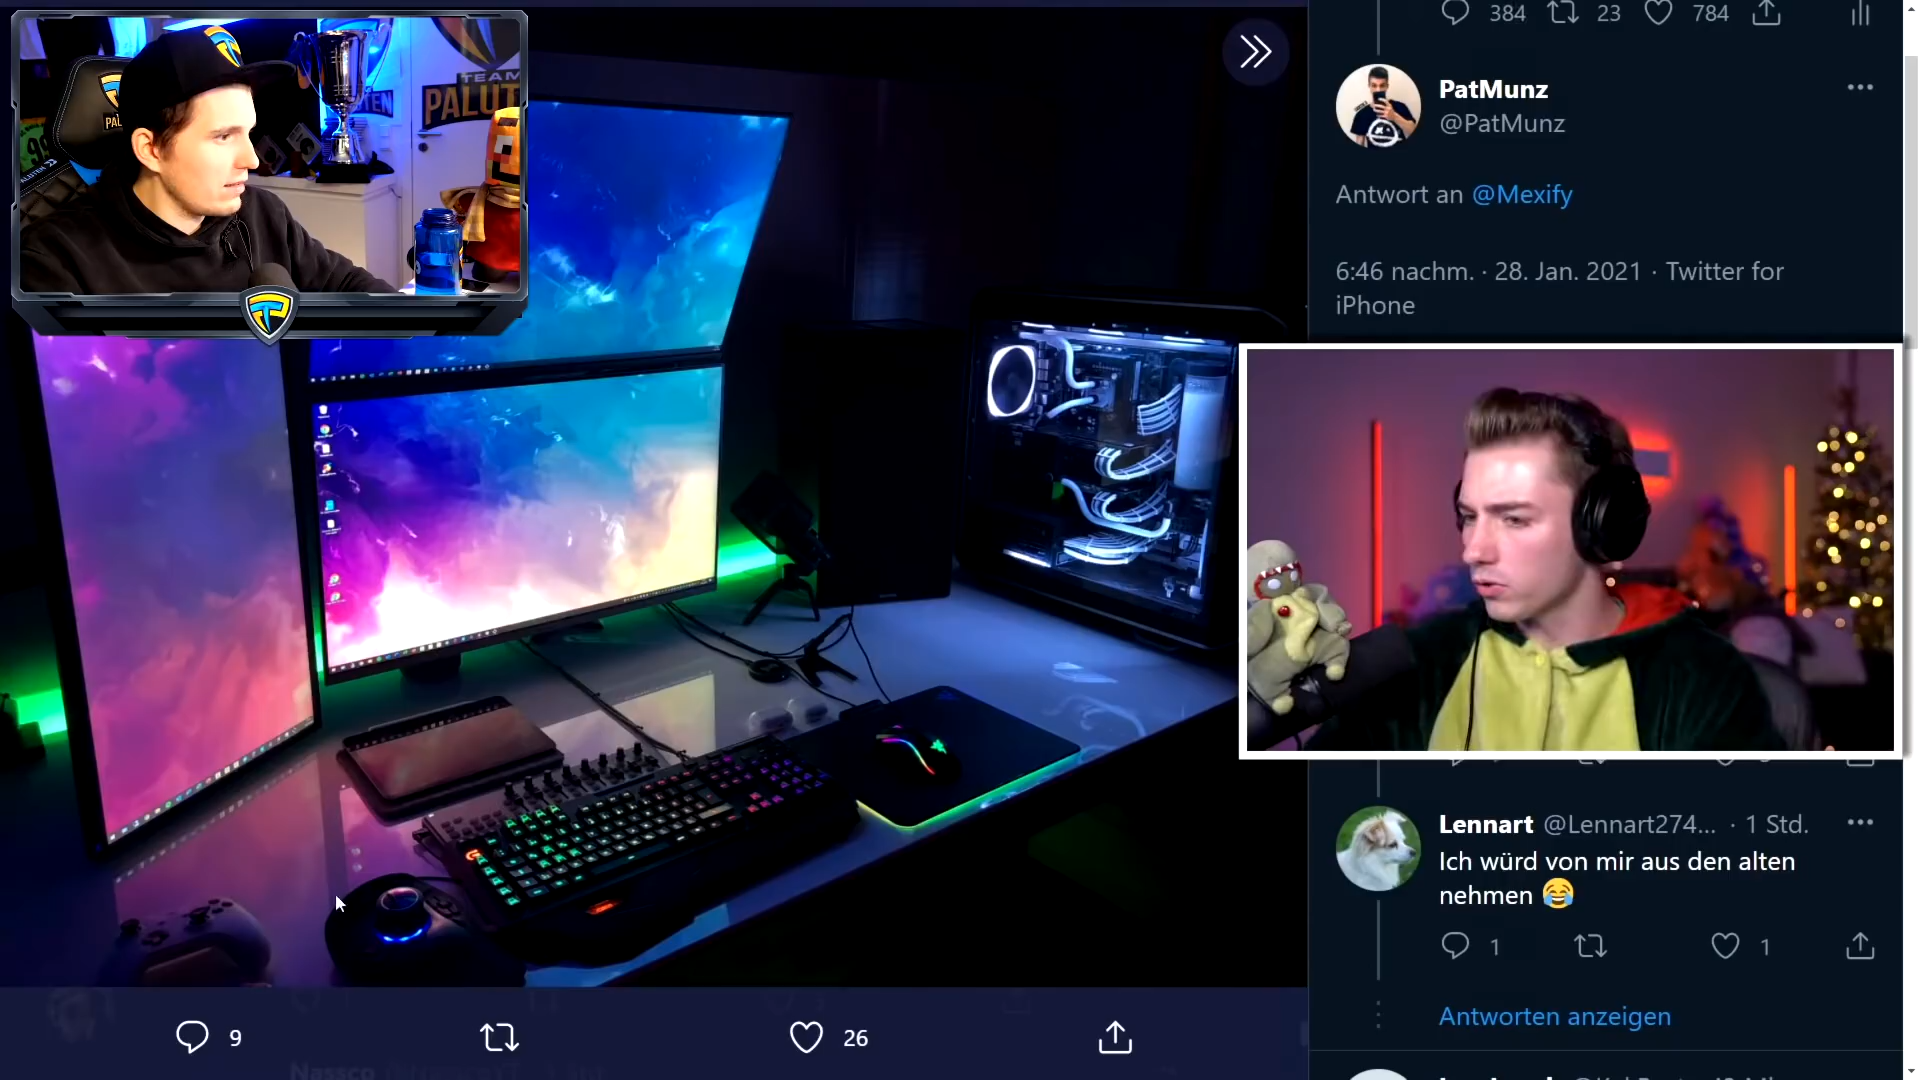 384 23 784
PatMunz
@PatMunz
Antwort an @Mexify
6:46 nachm. · 28. Jan. 2021 · Twitter for
iPhone
TEAM
Lennart @Lennart274... · 1 Std.
Ich würd von mir aus den alten
nehmen 😂
1 1
Antworten anzeigen
9 26
Nassco